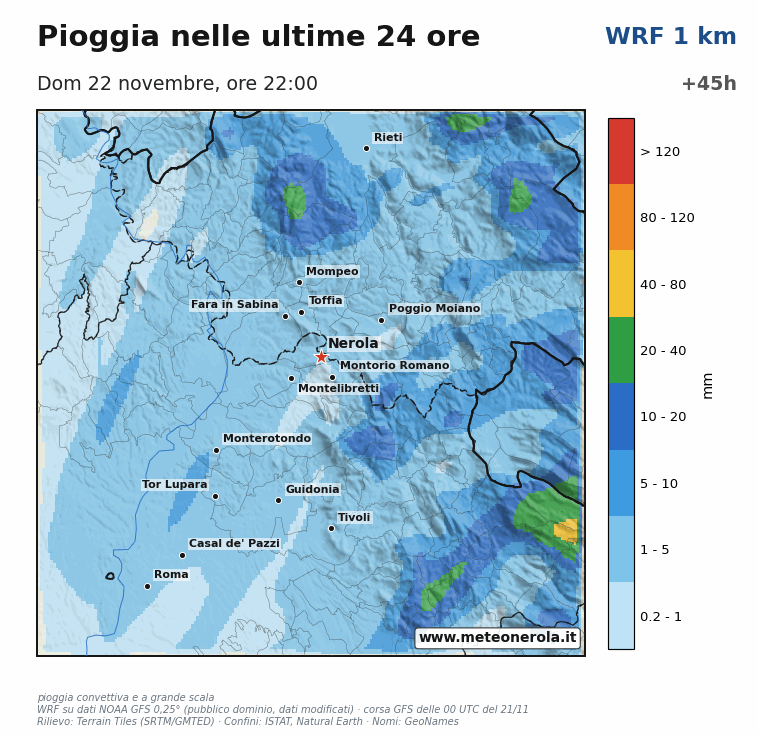 Pioggia nelle ultime 24 ore
WRF 1 km
Dom 22 novembre, ore 22:00
+45h
Rieti
Mompeo
Fara in Sabina
Toffia
Poggio Moiano
Nerola
Montorio Romano
Montelibretti
Monterotondo
Tor Lupara
Guidonia
Tivoli
Casal de' Pazzi
Roma
www.meteonerola.it
> 120
80 - 120
40 - 80
20 - 40
10 - 20
5 - 10
1 - 5
0.2 - 1
mm
pioggia convettiva e a grande scala
WRF su dati NOAA GFS 0,25° (pubblico dominio, dati modificati) · corsa GFS delle 00 UTC del 21/11
Rilievo: Terrain Tiles (SRTM/GMTED) · Confini: ISTAT, Natural Earth · Nomi: GeoNames